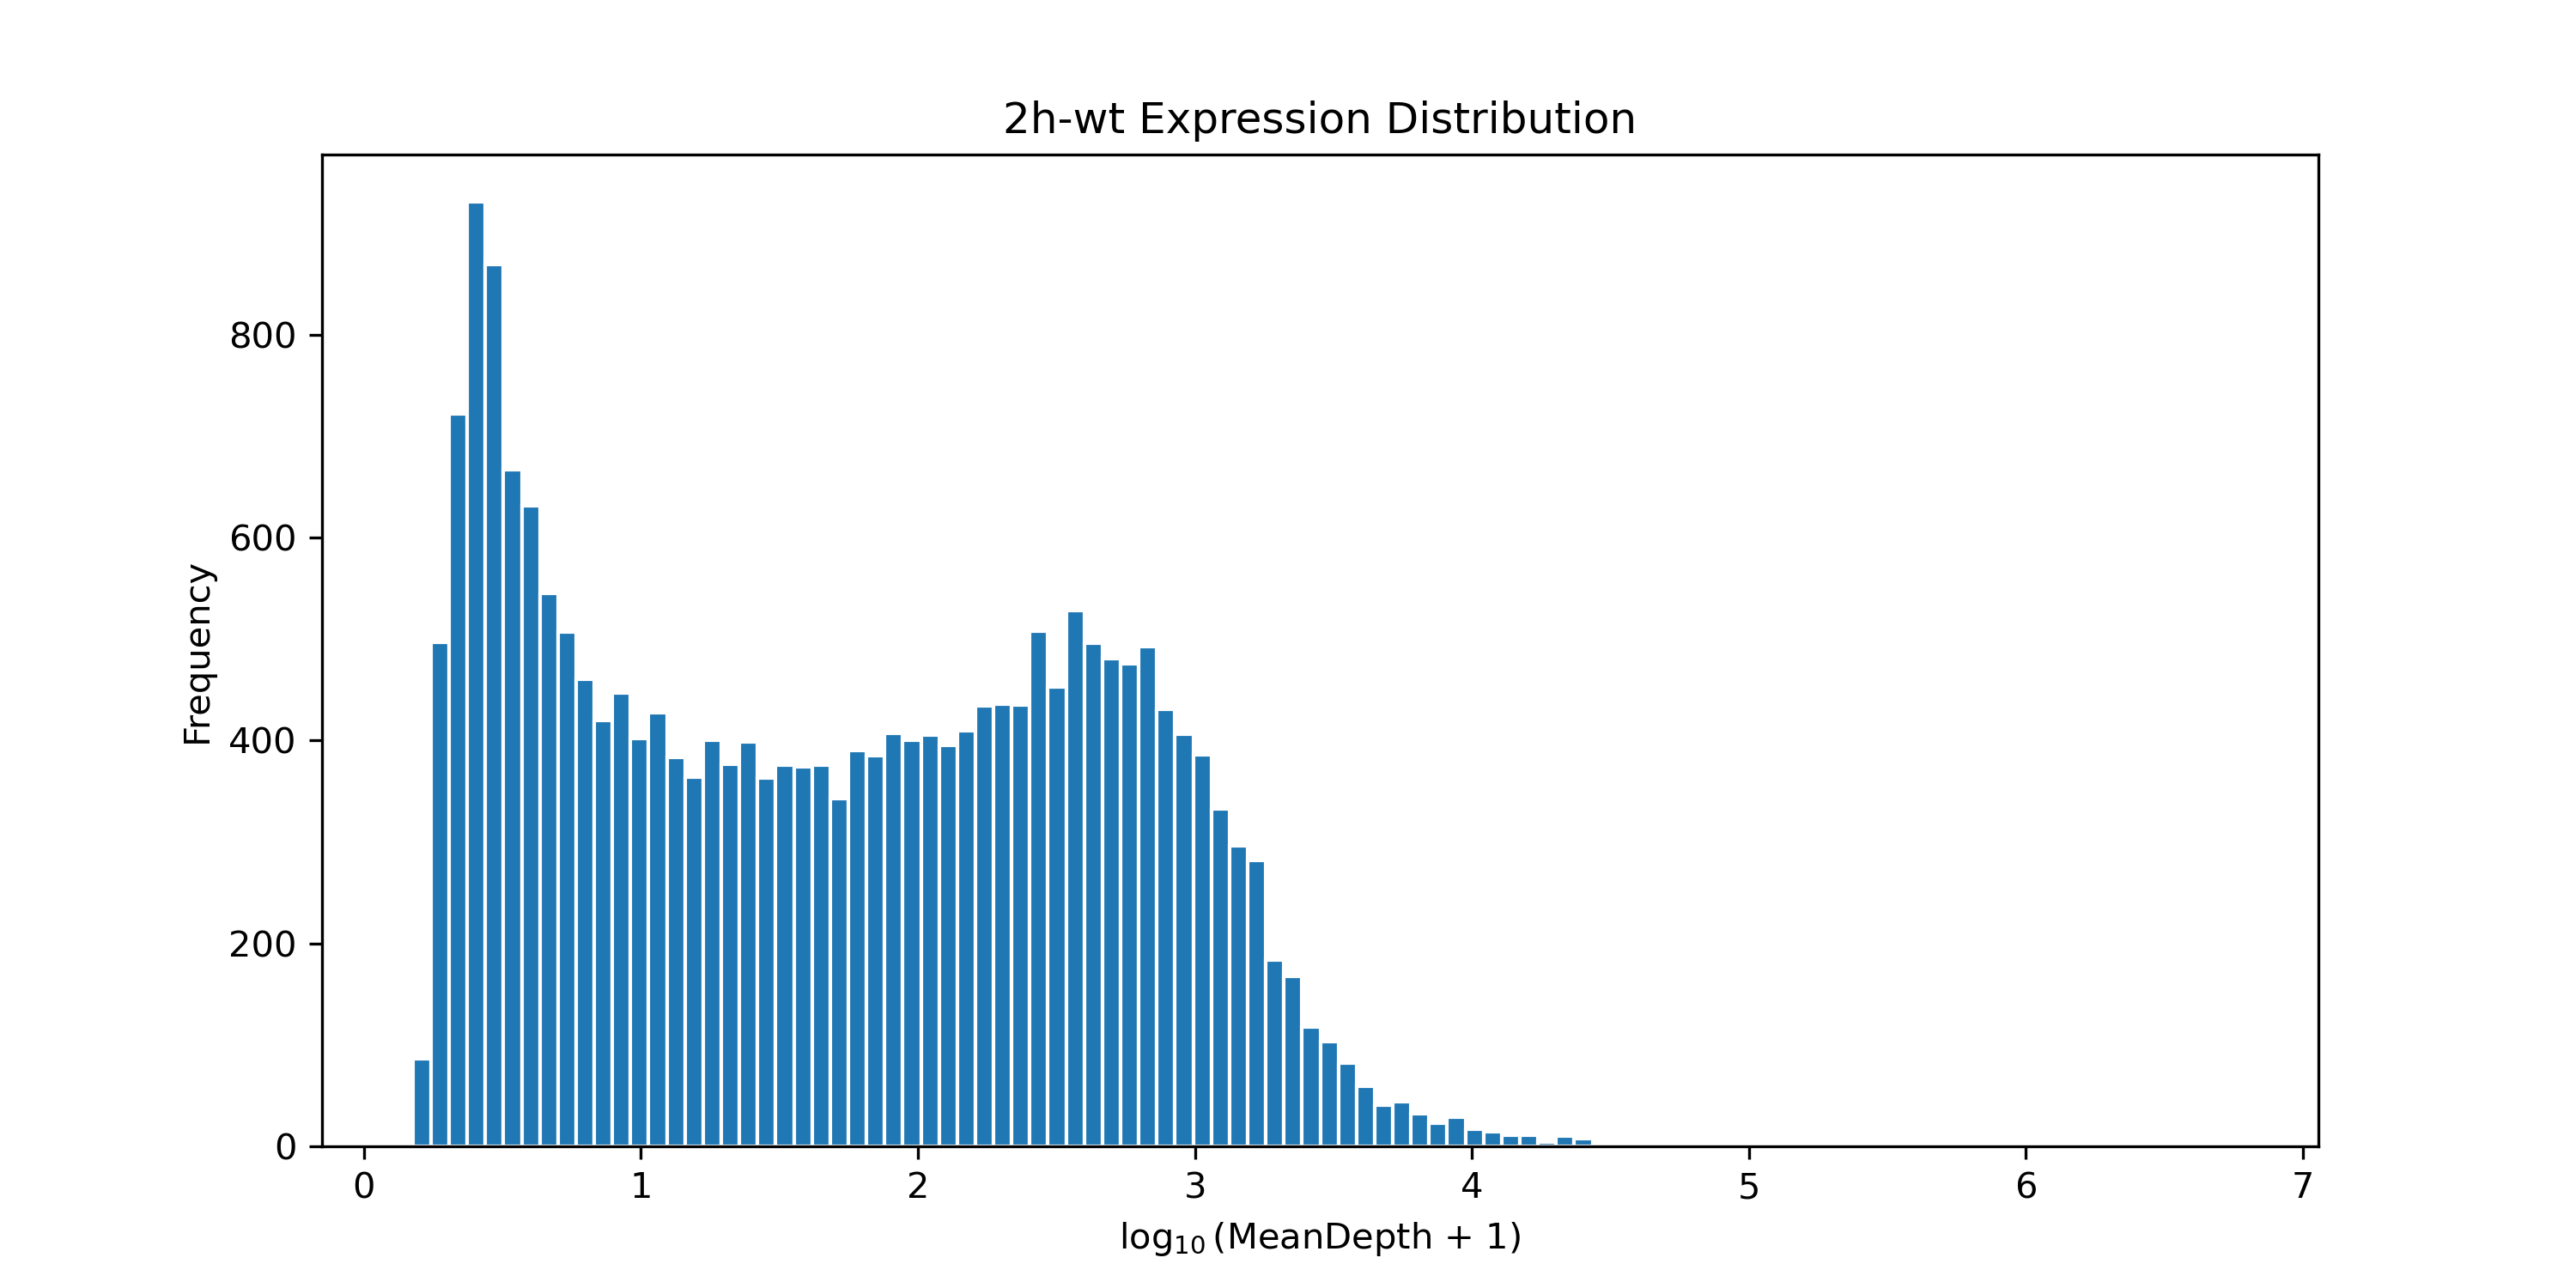 2h-wt Expression Distribution
Frequency
800
600
400
200
0
0 1 2 3 4 5 6 7
log₁₀(MeanDepth + 1)